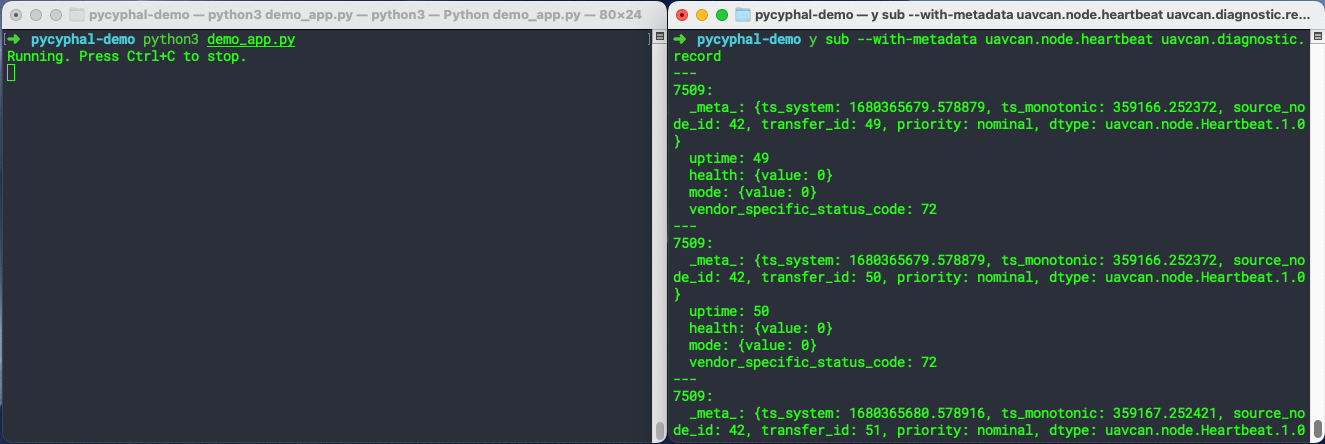 pycyphal-demo — python3 demo_app.py — python3 — Python demo_app.py — 80×24
[➜ pycyphal-demo python3 demo_app.py ]
Running. Press Ctrl+C to stop.
pycyphal-demo — y sub --with-metadata uavcan.node.heartbeat uavcan.diagnostic.re...
➜ pycyphal-demo y sub --with-metadata uavcan.node.heartbeat uavcan.diagnostic.
record
---
7509:
  _meta_: {ts_system: 1680365679.578879, ts_monotonic: 359166.252372, source_no
de_id: 42, transfer_id: 49, priority: nominal, dtype: uavcan.node.Heartbeat.1.0
}
  uptime: 49
  health: {value: 0}
  mode: {value: 0}
  vendor_specific_status_code: 72
---
7509:
  _meta_: {ts_system: 1680365679.578879, ts_monotonic: 359166.252372, source_no
de_id: 42, transfer_id: 50, priority: nominal, dtype: uavcan.node.Heartbeat.1.0
}
  uptime: 50
  health: {value: 0}
  mode: {value: 0}
  vendor_specific_status_code: 72
---
7509:
  _meta_: {ts_system: 1680365680.578916, ts_monotonic: 359167.252421, source_no
de_id: 42, transfer_id: 51, priority: nominal, dtype: uavcan.node.Heartbeat.1.0